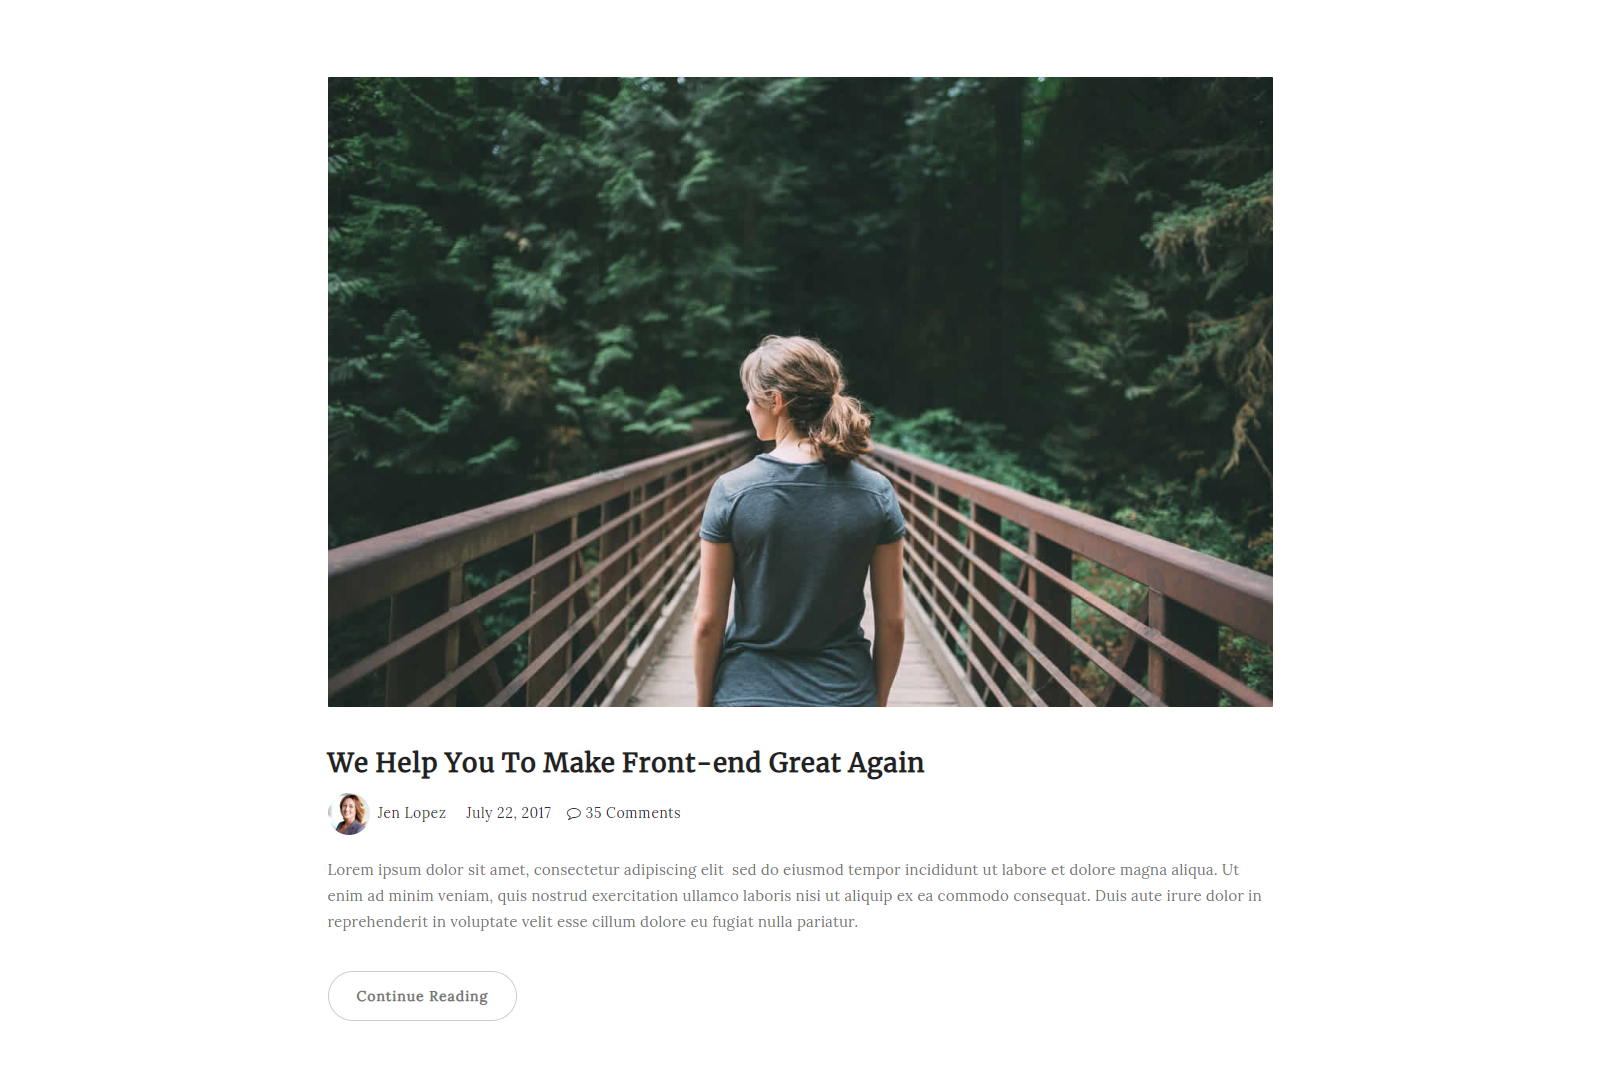 We Help You To Make Front-end Great Again
Jen Lopez July 22, 2017 35 Comments
Lorem ipsum dolor sit amet, consectetur adipiscing elit  sed do eiusmod tempor incididunt ut labore et dolore magna aliqua. Ut
enim ad minim veniam, quis nostrud exercitation ullamco laboris nisi ut aliquip ex ea commodo consequat. Duis aute irure dolor in
reprehenderit in voluptate velit esse cillum dolore eu fugiat nulla pariatur.
Continue Reading